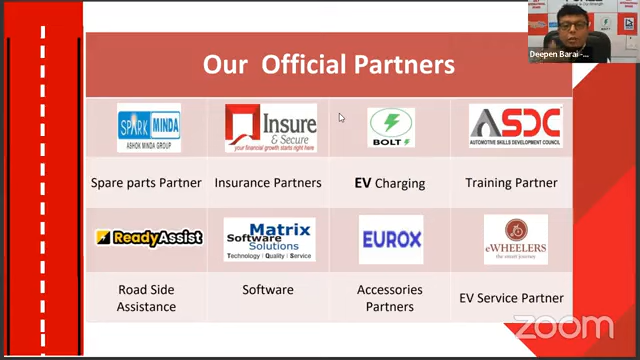 Deepen Barai -...
Our Official Partners
SPARK MINDA
ASHOK MINDA GROUP
Insure
& Secure
your financial growth starts right here
BOLT
ASDC
AUTOMOTIVE SKILLS DEVELOPMENT COUNCIL
Spare parts Partner
Insurance Partners
EV Charging
Training Partner
ReadyAssist
Matrix
Software
Solutions
Technology | Quality | Service
EUROX
eWHEELERS
the smart journey
Road Side
Assistance
Software
Accessories
Partners
EV Service Partner
zoom